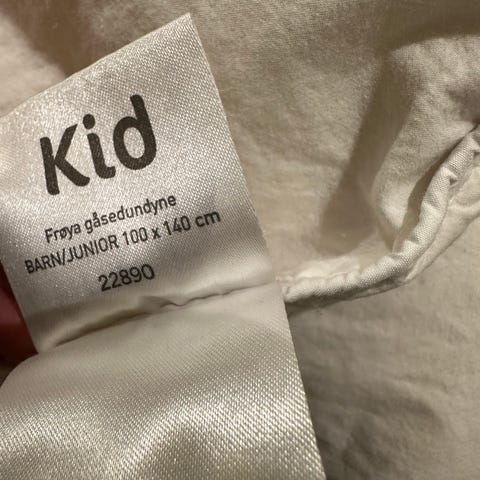 Kid
Frøya gåsedundyne
BARN/JUNIOR 100 x 140 cm
22890